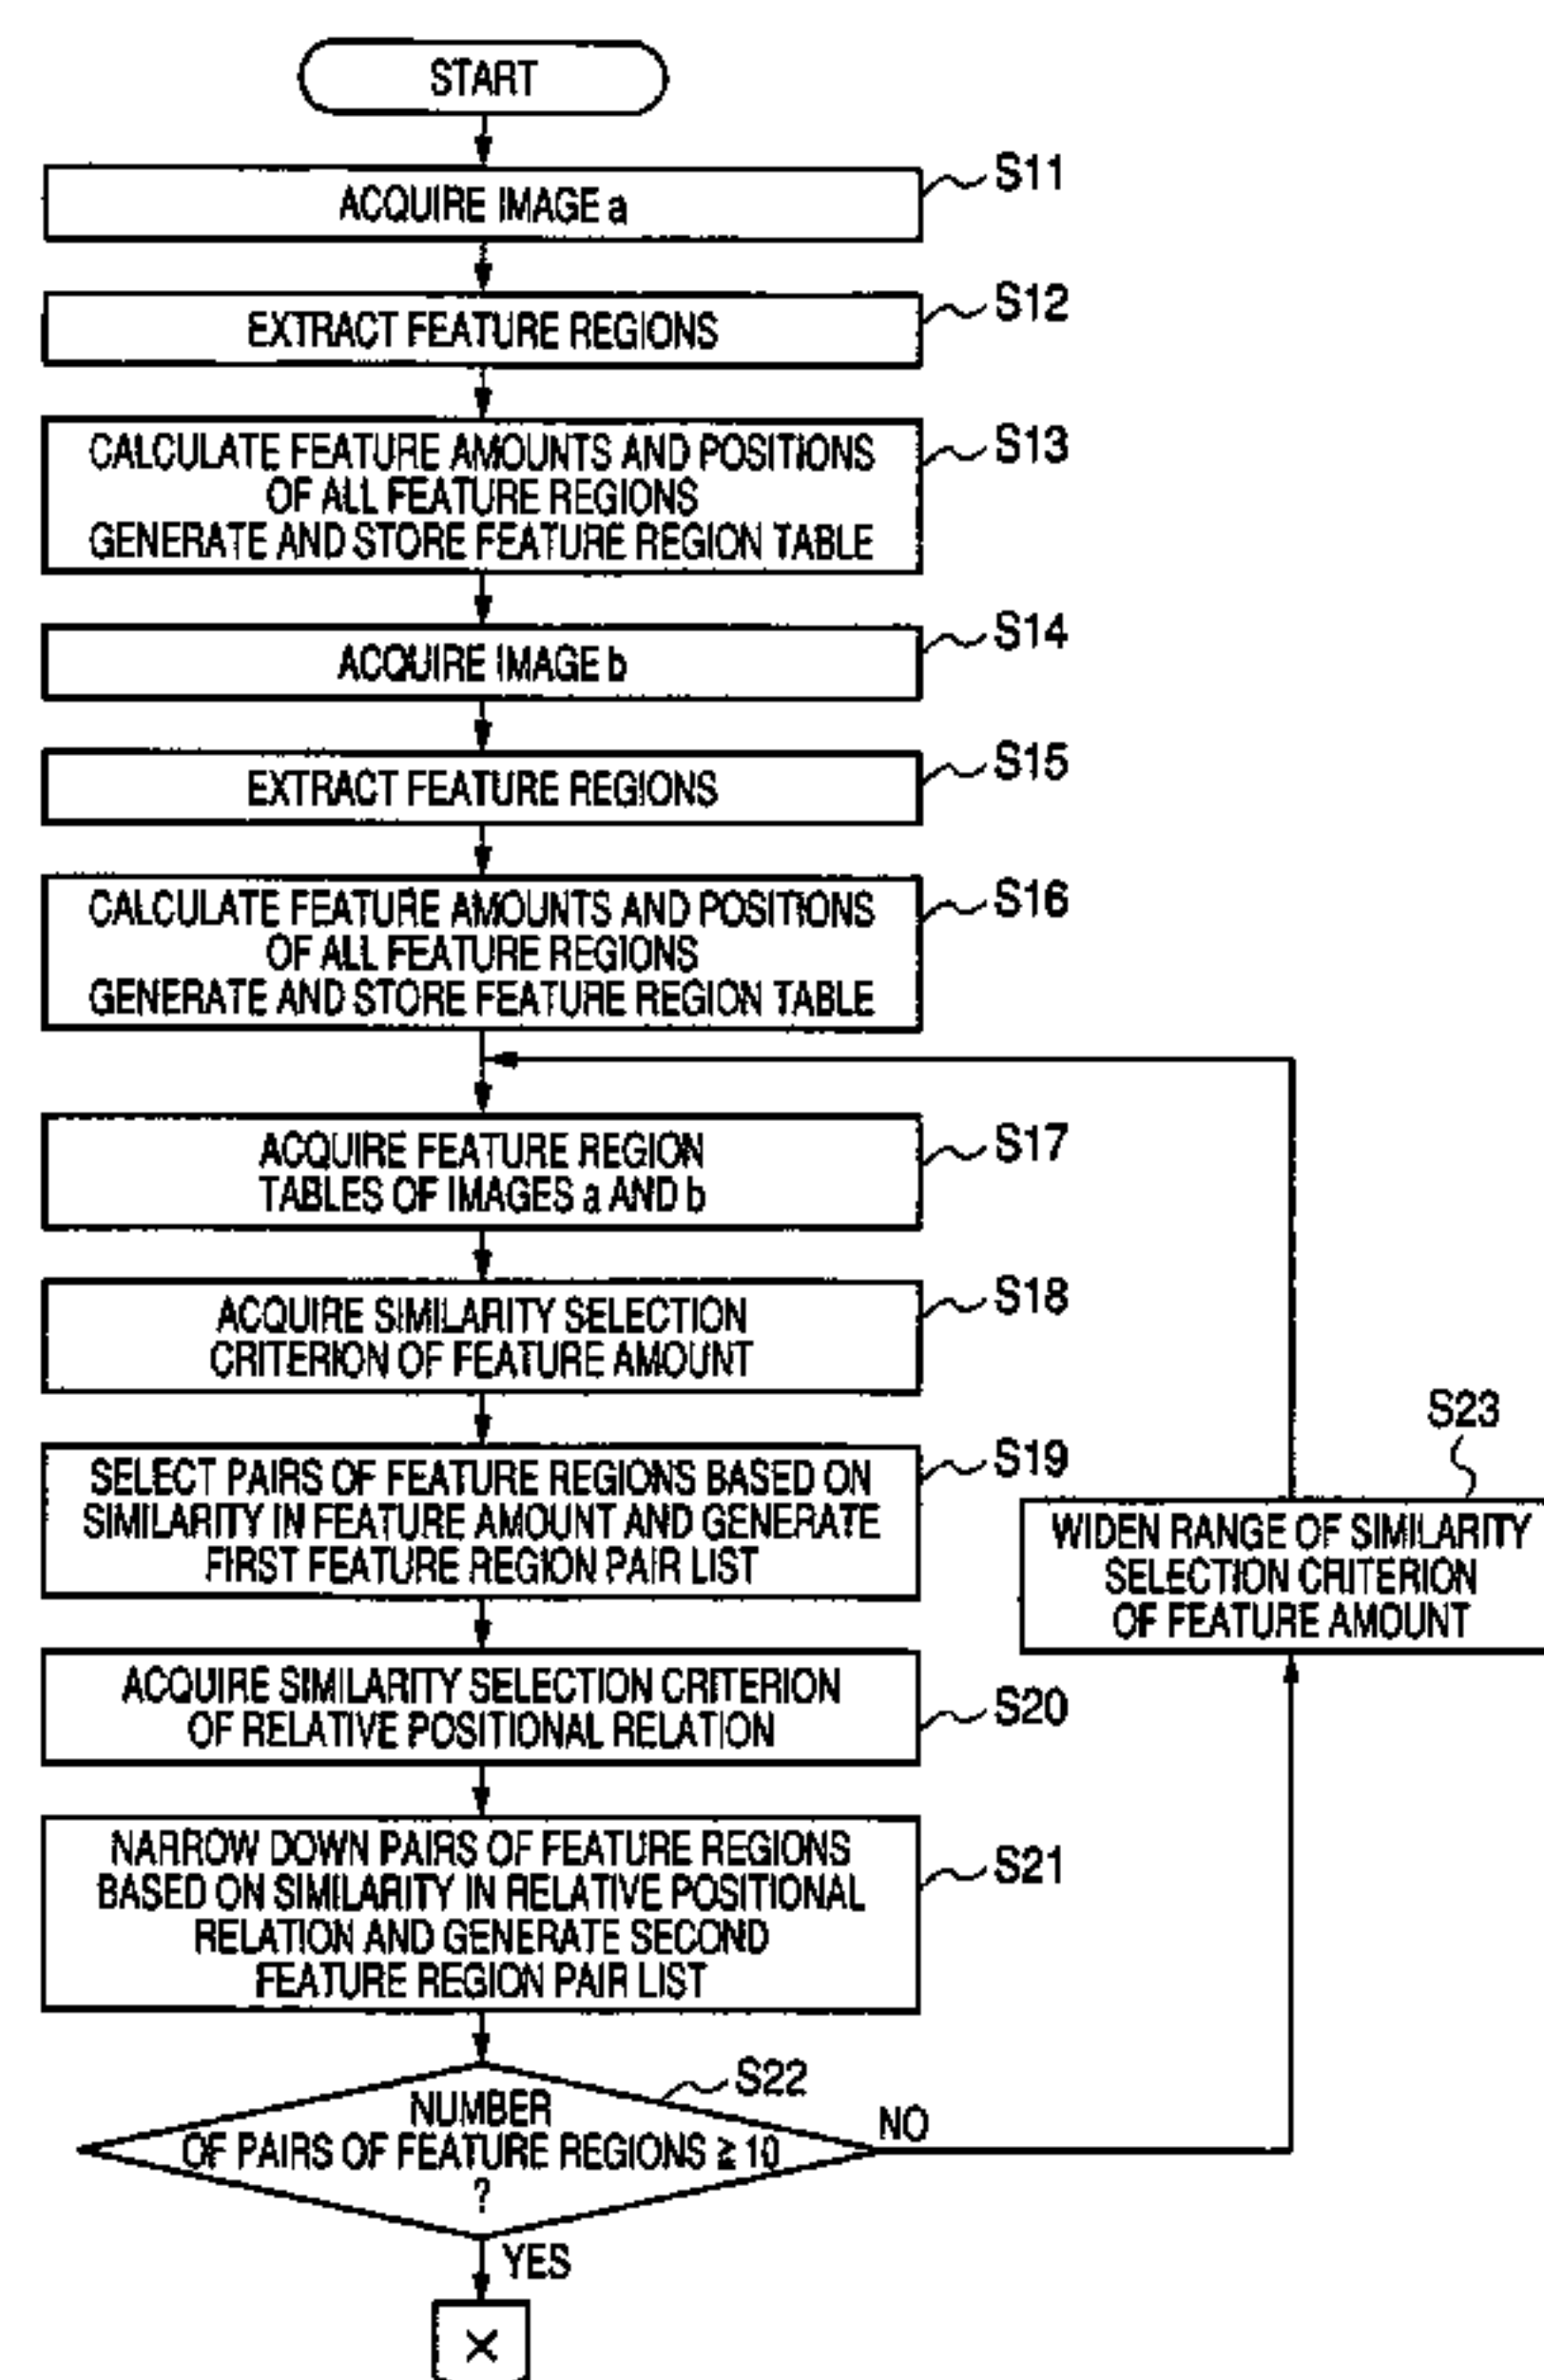 START
ACQUIRE IMAGE a
S11
EXTRACT FEATURE REGIONS
S12
CALCULATE FEATURE AMOUNTS AND POSITIONS
OF ALL FEATURE REGIONS
GENERATE AND STORE FEATURE REGION TABLE
S13
ACQUIRE IMAGE b
S14
EXTRACT FEATURE REGIONS
S15
CALCULATE FEATURE AMOUNTS AND POSITIONS
OF ALL FEATURE REGIONS
GENERATE AND STORE FEATURE REGION TABLE
S16
ACQUIRE FEATURE REGION
TABLES OF IMAGES a AND b
S17
ACQUIRE SIMILARITY SELECTION
CRITERION OF FEATURE AMOUNT
S18
SELECT PAIRS OF FEATURE REGIONS BASED ON
SIMILARITY IN FEATURE AMOUNT AND GENERATE
FIRST FEATURE REGION PAIR LIST
S19
ACQUIRE SIMILARITY SELECTION CRITERION
OF RELATIVE POSITIONAL RELATION
S20
NARROW DOWN PAIRS OF FEATURE REGIONS
BASED ON SIMILARITY IN RELATIVE POSITIONAL
RELATION AND GENERATE SECOND
FEATURE REGION PAIR LIST
S21
NUMBER
OF PAIRS OF FEATURE REGIONS ≧ 10
?
S22
NO
YES
X
S23
WIDEN RANGE OF SIMILARITY
SELECTION CRITERION
OF FEATURE AMOUNT